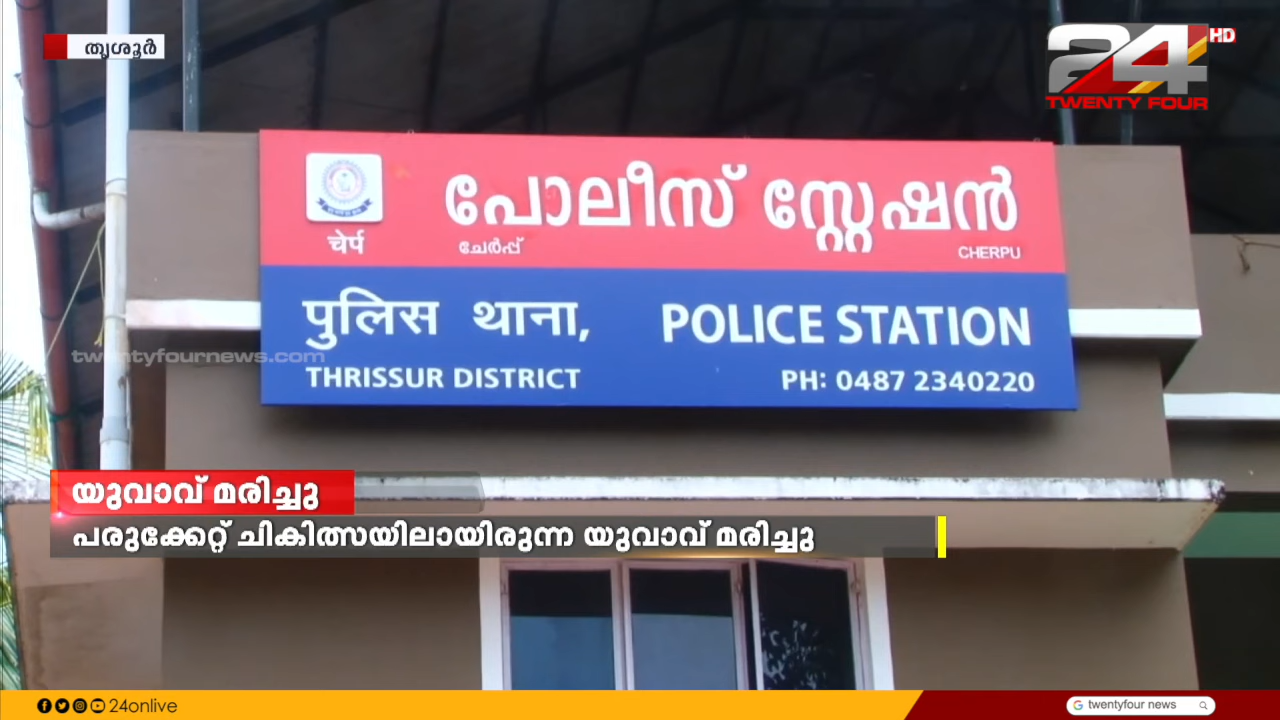 തൃശൂർ
24 HD
TWENTY FOUR
പോലീസ് സ്റ്റേഷൻ
चेर्प ചേർപ്പ് CHERPU
पुलिस थाना, POLICE STATION
twentyfournews.com
THRISSUR DISTRICT PH: 0487 2340220
യുവാവ് മരിച്ചു
പരുക്കേറ്റ് ചികിത്സയിലായിരുന്ന യുവാവ് മരിച്ചു
24onlive
twentyfour news